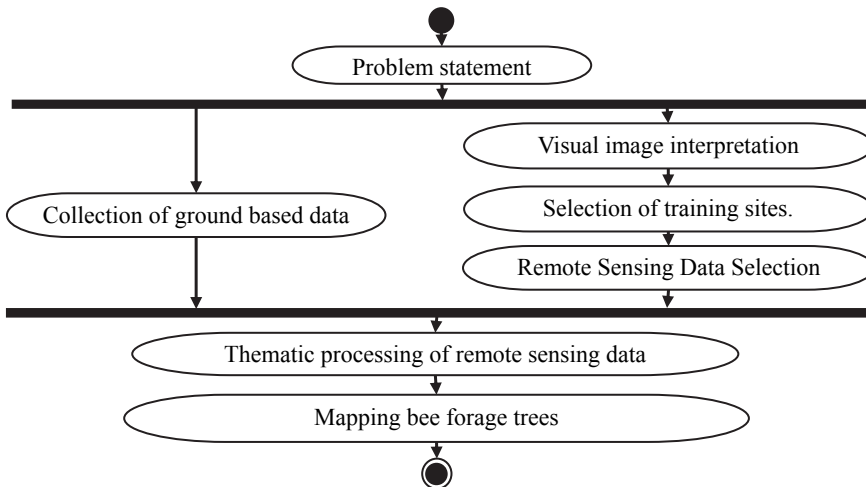 Problem statement
Visual image interpretation
Collection of ground based data
Selection of training sites.
Remote Sensing Data Selection
Thematic processing of remote sensing data
Mapping bee forage trees